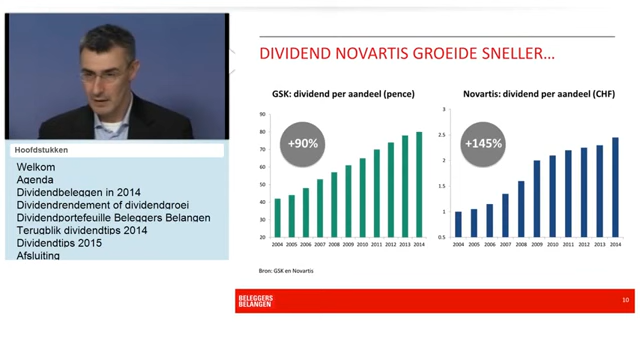 Hoofdstukken
Welkom
Agenda
Dividendbeleggen in 2014
Dividendrendement of dividendgroei
Dividendportefeuille Beleggers Belangen
Terugblik dividendtips 2014
Dividendtips 2015
Afsluiting
DIVIDEND NOVARTIS GROEIDE SNELLER...
GSK: dividend per aandeel (pence)
+90%
90
80
70
60
50
40
30
20
2004 2005 2006 2007 2008 2009 2010 2011 2012 2013 2014
Novartis: dividend per aandeel (CHF)
+145%
3
2.5
2
1.5
1
0.5
2004 2005 2006 2007 2008 2009 2010 2011 2012 2013 2014
Bron: GSK en Novartis
BELEGGERS
BELANGEN
10